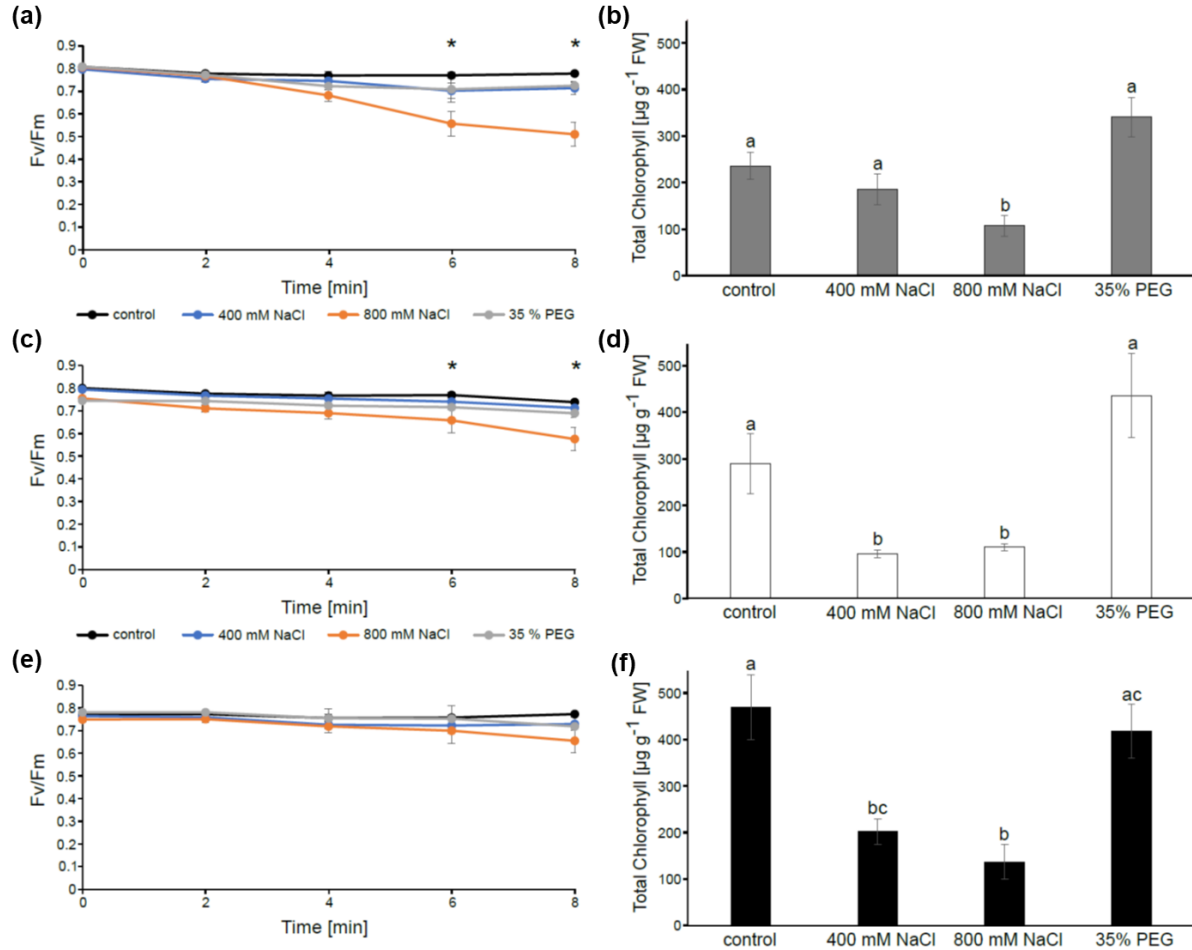 (a)
0.9
0.8
0.7
0.6
0.5
0.4
0.3
0.2
0.1
0
Fv/Fm
* *
0 2 4 6 8
Time [min]
control 400 mM NaCl 800 mM NaCl 35 % PEG
(b)
500
400
300
200
100
0
Total Chlorophyll [µg g⁻¹ FW]
a a b a
control 400 mM NaCl 800 mM NaCl 35% PEG
(c)
0.9
0.8
0.7
0.6
0.5
0.4
0.3
0.2
0.1
0
Fv/Fm
* *
0 2 4 6 8
Time [min]
control 400 mM NaCl 800 mM NaCl 35 % PEG
(d)
500
400
300
200
100
0
Total Chlorophyll [µg g⁻¹ FW]
a b b a
control 400 mM NaCl 800 mM NaCl 35% PEG
(e)
0.9
0.8
0.7
0.6
0.5
0.4
0.3
0.2
0.1
0
Fv/Fm
0 2 4 6 8
Time [min]
(f)
500
400
300
200
100
0
Total Chlorophyll [µg g⁻¹ FW]
a bc b ac
control 400 mM NaCl 800 mM NaCl 35% PEG